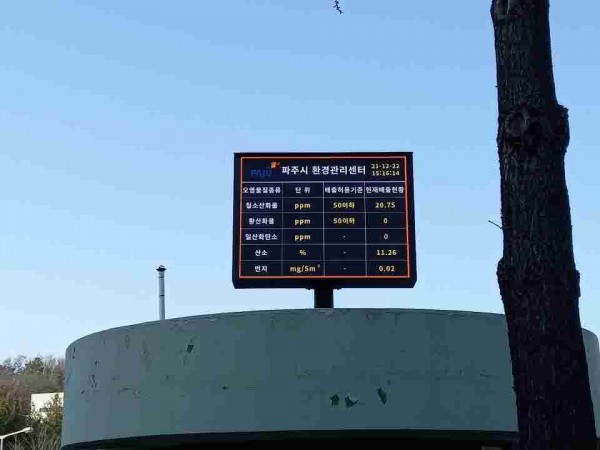 PAJU 파주시 환경관리센터 21-12-22
15:16:14
오염물질종류 단 위 배출허용기준 현재배출현황
질소산화물 ppm 50이하 20.75
황산화물 ppm 50이하 0
일산화탄소 ppm - 0
산소 % - 11.26
먼지 mg/Sm³ - 0.02